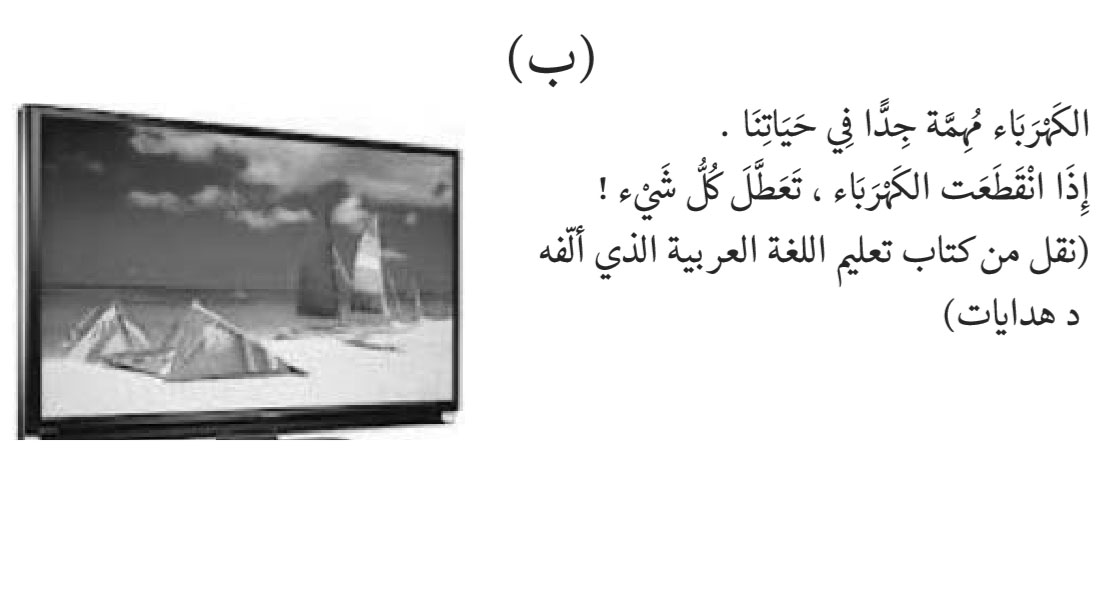 (ب)
الكَهْرَبَاء مُهِمَّة جِدًّا فِي حَيَاتِنَا .
إِذَا انْقَطَعَت الكَهْرَبَاء ، تَعَطَّلَ كُلُّ شَيْء !
(نقل من كتاب تعليم اللغة العربية الذي ألّفه
د هدايات)